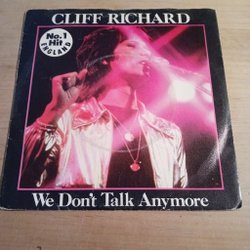 CLIFF RICHARD
No.1
Hit
ENGLAND
We Don't Talk Anymore